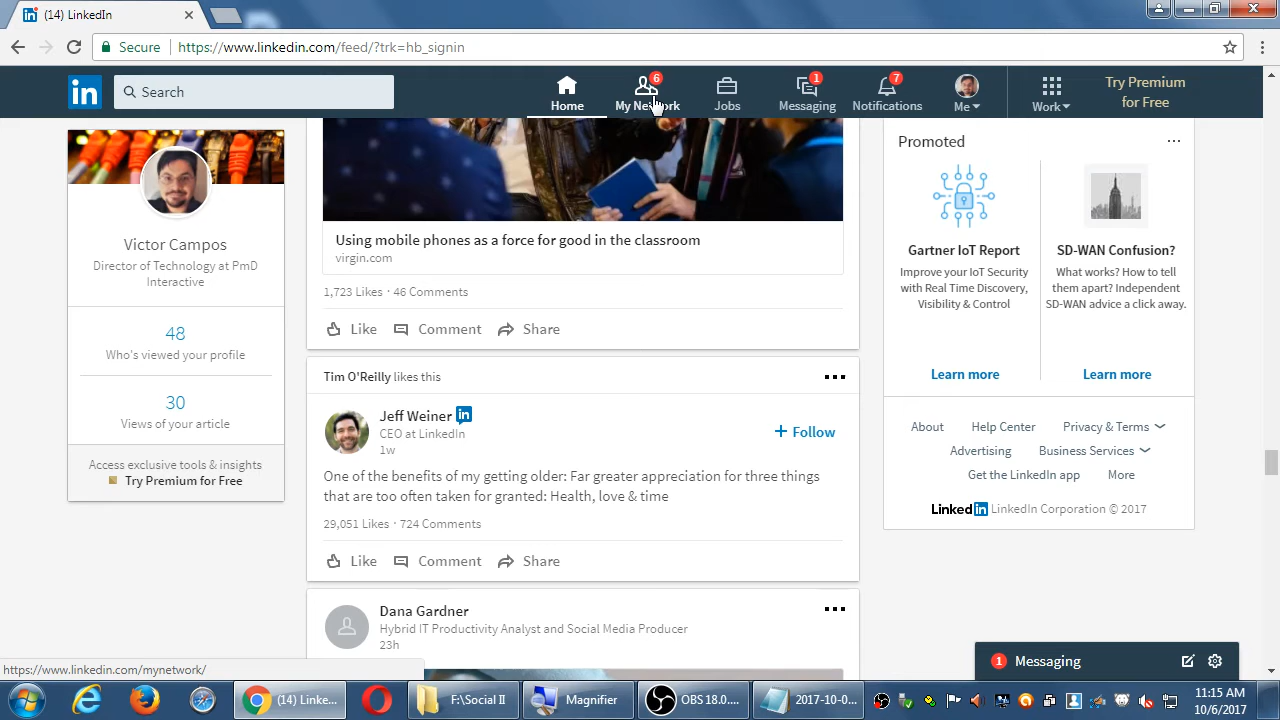 (14) LinkedIn
Secure
https://www.linkedin.com/feed/?trk=hb_signin
in
Search
6
1
7
Home
My Network
Jobs
Messaging
Notifications
Me
Work
Try Premium
for Free
Victor Campos
Director of Technology at PmD
Interactive
48
Who's viewed your profile
30
Views of your article
Access exclusive tools & insights
Try Premium for Free
Using mobile phones as a force for good in the classroom
virgin.com
1,723 Likes · 46 Comments
Like
Comment
Share
Tim O'Reilly likes this
Jeff Weiner in
CEO at LinkedIn
1w
+ Follow
One of the benefits of my getting older: Far greater appreciation for three things
that are too often taken for granted: Health, love & time
29,051 Likes · 724 Comments
Like
Comment
Share
Dana Gardner
Hybrid IT Productivity Analyst and Social Media Producer
23h
Promoted
Gartner IoT Report
Improve your IoT Security
with Real Time Discovery,
Visibility & Control
Learn more
SD-WAN Confusion?
What works? How to tell
them apart? Independent
SD-WAN advice a click away.
Learn more
About
Help Center
Privacy & Terms
Advertising
Business Services
Get the LinkedIn app
More
Linked in LinkedIn Corporation © 2017
1 Messaging
https://www.linkedin.com/mynetwork/
(14) Linke...
F:\Social II
Magnifier
OBS 18.0....
2017-10-0...
11:15 AM
10/6/2017